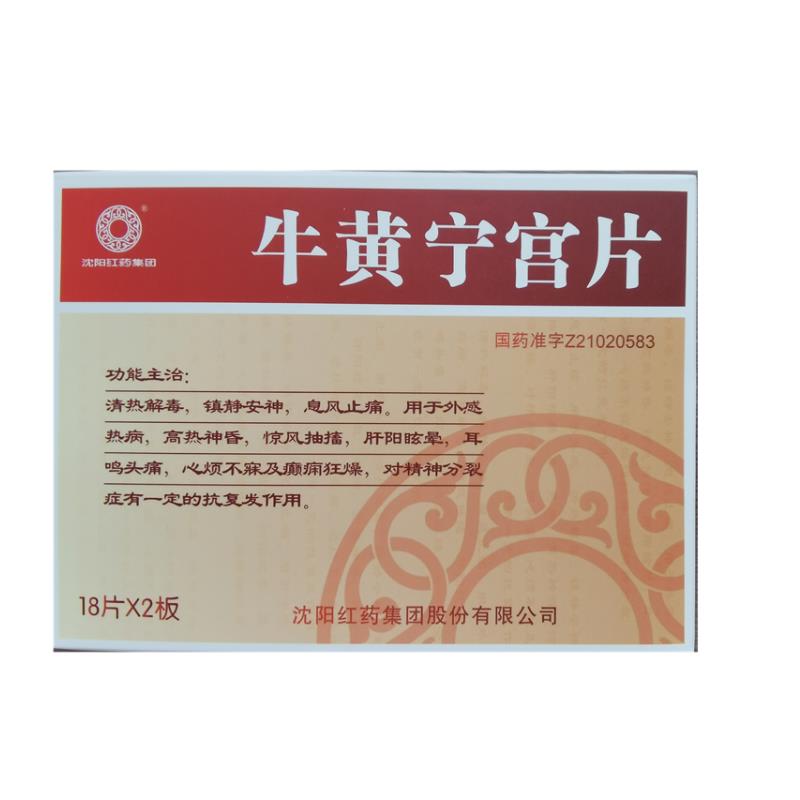 ®
沈阳红药集团
牛黄宁宫片
国药准字Z21020583
功能主治：
清热解毒，镇静安神，息风止痛。用于外感
热病，高热神昏，惊风抽搐，肝阳眩晕，耳
鸣头痛，心烦不寐及癫痫狂燥，对精神分裂
症有一定的抗复发作用。
18片X2板
沈阳红药集团股份有限公司